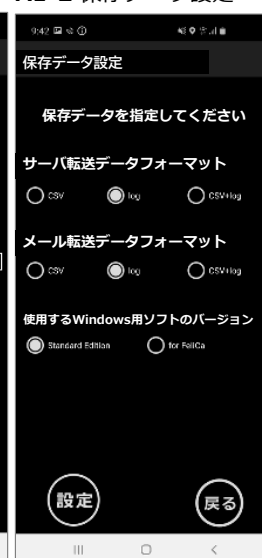 9:42
保存データ設定
保存データを指定してください
サーバ転送データフォーマット
CSV log CSV+log
メール転送データフォーマット
CSV log CSV+log
使用するWindows用ソフトのバージョン
Standard Edition for FeliCa
設定 戻る